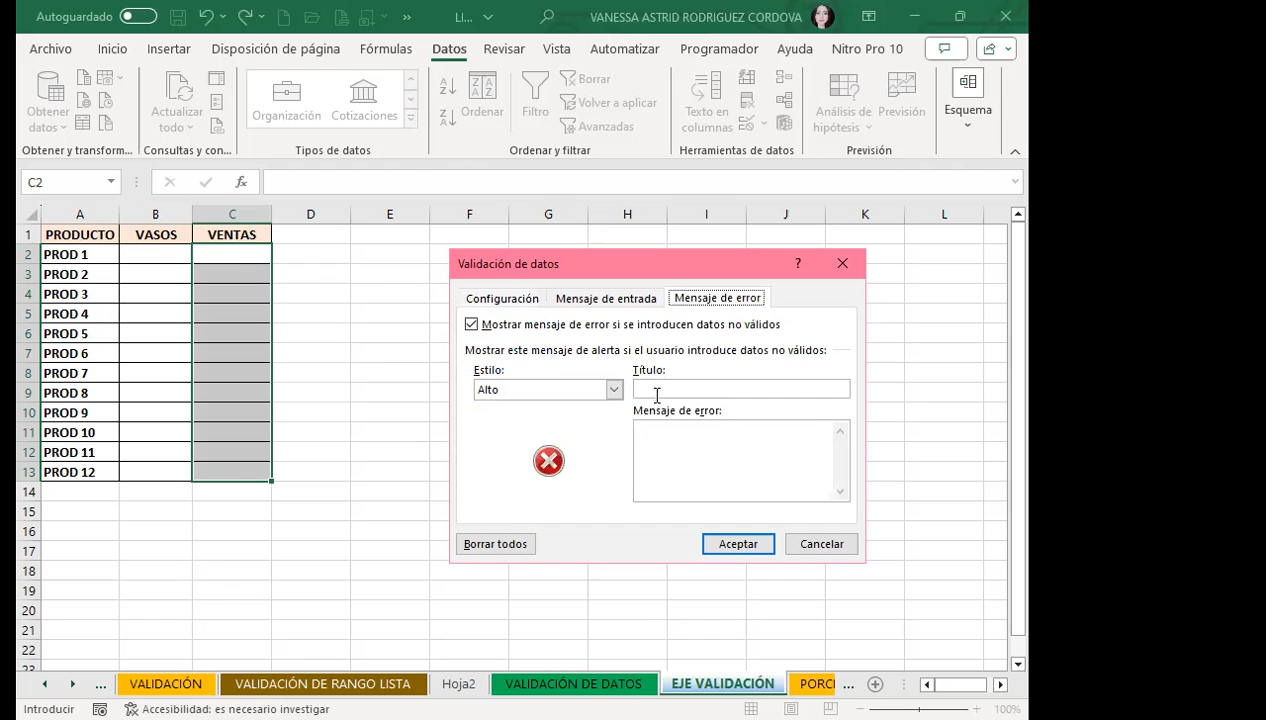 Autoguardado
LI...
VANESSA ASTRID RODRIGUEZ CORDOVA
Archivo Inicio Insertar Disposición de página Fórmulas Datos Revisar Vista Automatizar Programador Ayuda Nitro Pro 10
Obtener datos
Actualizar todo
Organización
Cotizaciones
Ordenar
Filtro
Borrar
Volver a aplicar
Avanzadas
Texto en columnas
Análisis de hipótesis
Previsión
Esquema
Obtener y transform... Consultas y con... Tipos de datos Ordenar y filtrar Herramientas de datos Previsión
C2
fx
A B C D E F G H I J K L
1 PRODUCTO VASOS VENTAS
2 PROD 1
3 PROD 2
4 PROD 3
5 PROD 4
6 PROD 5
7 PROD 6
8 PROD 7
9 PROD 8
10 PROD 9
11 PROD 10
12 PROD 11
13 PROD 12
14
15
16
17
18
19
20
21
22
23
Validación de datos
?
Configuración Mensaje de entrada Mensaje de error
Mostrar mensaje de error si se introducen datos no válidos
Mostrar este mensaje de alerta si el usuario introduce datos no válidos:
Estilo: Título:
Alto
Mensaje de error:
Borrar todos Aceptar Cancelar
... VALIDACIÓN VALIDACIÓN DE RANGO LISTA Hoja2 VALIDACIÓN DE DATOS EJE VALIDACIÓN PORCI ...
Introducir Accesibilidad: es necesario investigar 100%